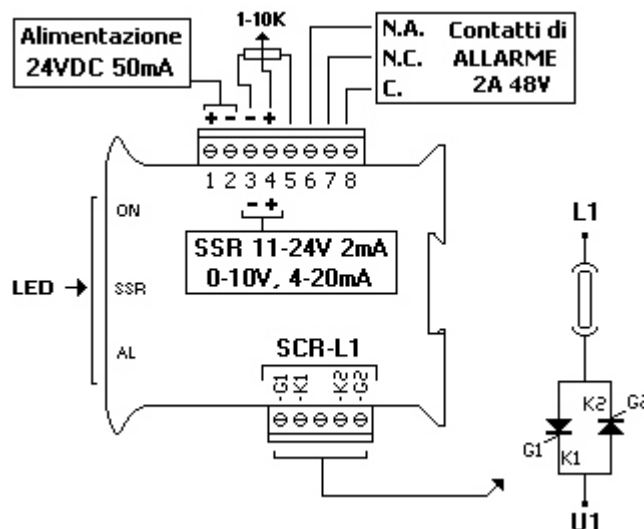 Alimentazione
24VDC 50mA
1-10K
N.A. Contatti di
N.C. ALLARME
C. 2A 48V
+ - - +
1 2 3 4 5 6 7 8
- +
SSR 11-24V 2mA
0-10V, 4-20mA
ON
LED
SSR
AL
SCR-L1
-G1
-K1
-K2
-G2
L1
K2
G2
G1
K1
U1